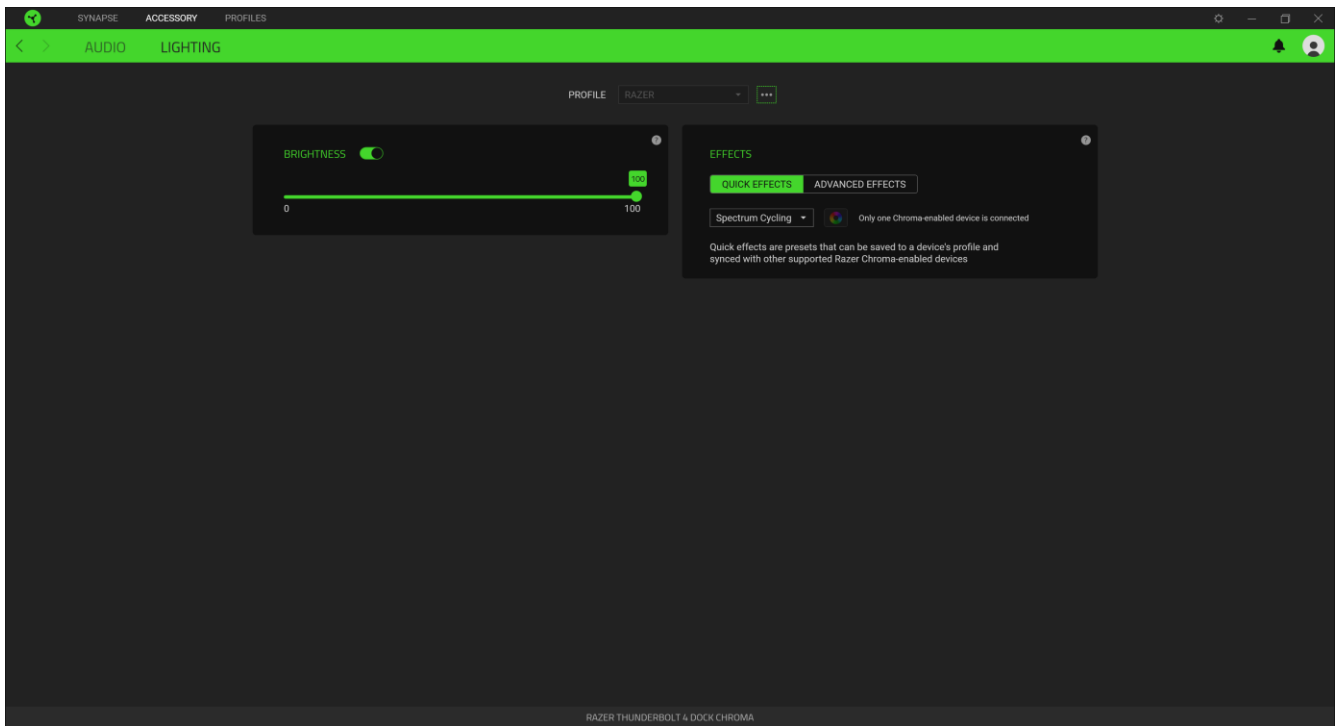 SYNAPSE ACCESSORY PROFILES
AUDIO LIGHTING
PROFILE RAZER
BRIGHTNESS
100
0 100
EFFECTS
QUICK EFFECTS ADVANCED EFFECTS
Spectrum Cycling Only one Chroma-enabled device is connected
Quick effects are presets that can be saved to a device's profile and
synced with other supported Razer Chroma-enabled devices
RAZER THUNDERBOLT 4 DOCK CHROMA